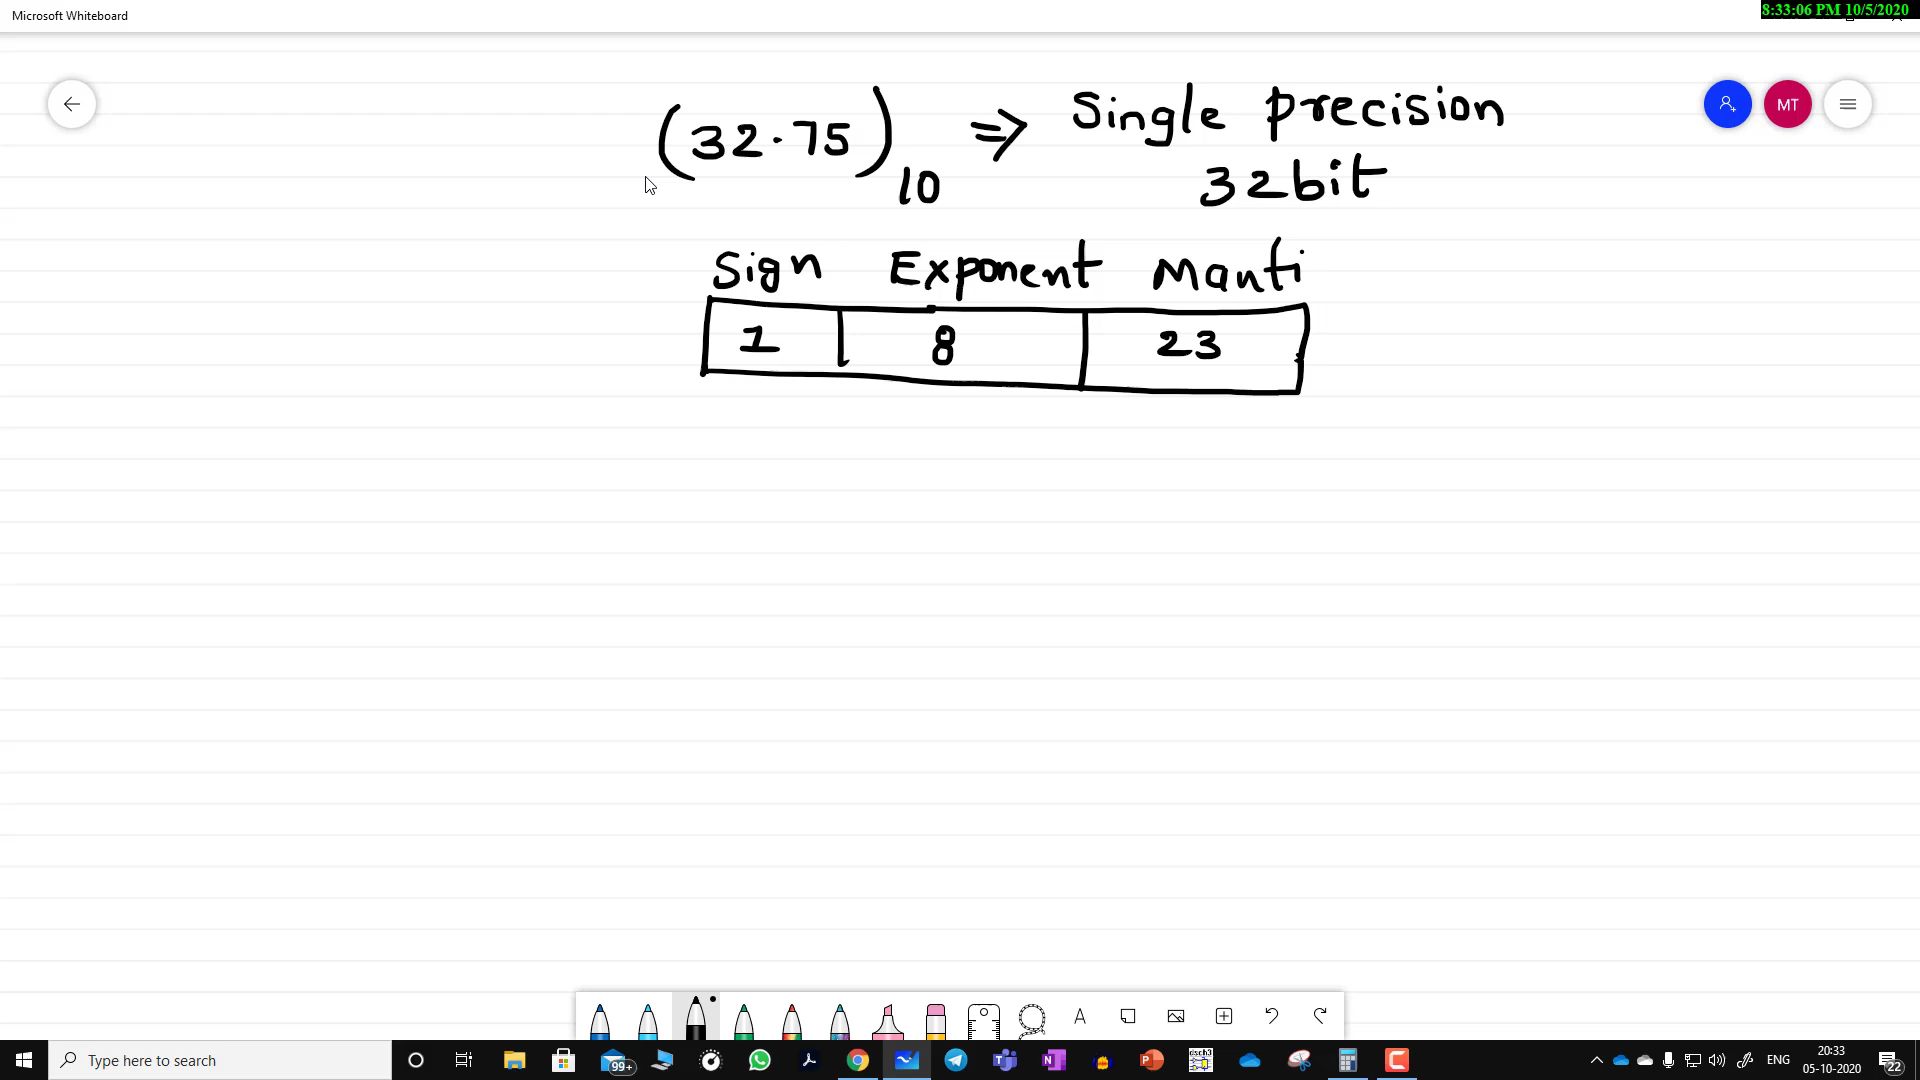 Microsoft Whiteboard
8:33:06 PM 10/5/2020
(32.75)10 ⇒ Single precision
32bit
MT
Sign Exponent Manti
1 8 23
A
Type here to search
99+
ENG
20:33
05-10-2020
22